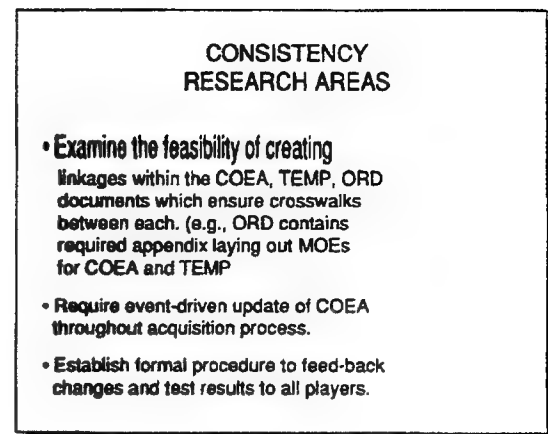 CONSISTENCY
RESEARCH AREAS
• Examine the feasibility of creating
linkages within the COEA, TEMP, ORD
documents which ensure crosswalks
between each. (e.g., ORD contains
required appendix laying out MOEs
for COEA and TEMP
• Require event-driven update of COEA
throughout acquisition process.
• Establish formal procedure to feed-back
changes and test results to all players.